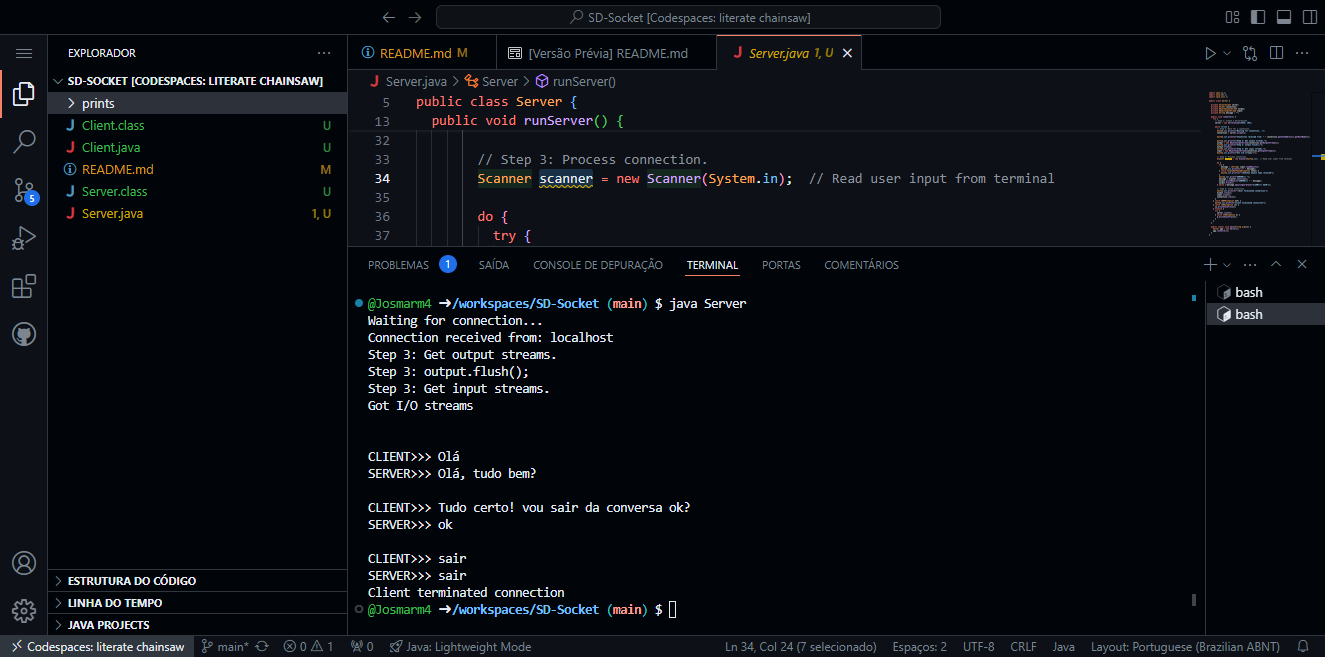 SD-Socket [Codespaces: literate chainsaw]
EXPLORADOR
SD-SOCKET [CODESPACES: LITERATE CHAINSAW]
prints
Client.class U
Client.java U
README.md M
Server.class U
Server.java 1, U
5
ESTRUTURA DO CÓDIGO
LINHA DO TEMPO
JAVA PROJECTS
README.md M
[Versão Prévia] README.md
Server.java 1, U
Server.java > Server > runServer()
5 public class Server {
13 public void runServer() {
32
33 // Step 3: Process connection.
34 Scanner scanner = new Scanner(System.in); // Read user input from terminal
35
36 do {
37 try {
PROBLEMAS 1 SAÍDA CONSOLE DE DEPURAÇÃO TERMINAL PORTAS COMENTÁRIOS
@Josmarm4 ➜/workspaces/SD-Socket (main) $ java Server
Waiting for connection...
Connection received from: localhost
Step 3: Get output streams.
Step 3: output.flush();
Step 3: Get input streams.
Got I/O streams
CLIENT>>> Olá
SERVER>>> Olá, tudo bem?
CLIENT>>> Tudo certo! vou sair da conversa ok?
SERVER>>> ok
CLIENT>>> sair
SERVER>>> sair
Client terminated connection
@Josmarm4 ➜/workspaces/SD-Socket (main) $
bash
bash
Codespaces: literate chainsaw main* 0 1 0 Java: Lightweight Mode Ln 34, Col 24 (7 selecionado) Espaços: 2 UTF-8 CRLF Java Layout: Portuguese (Brazilian ABNT)